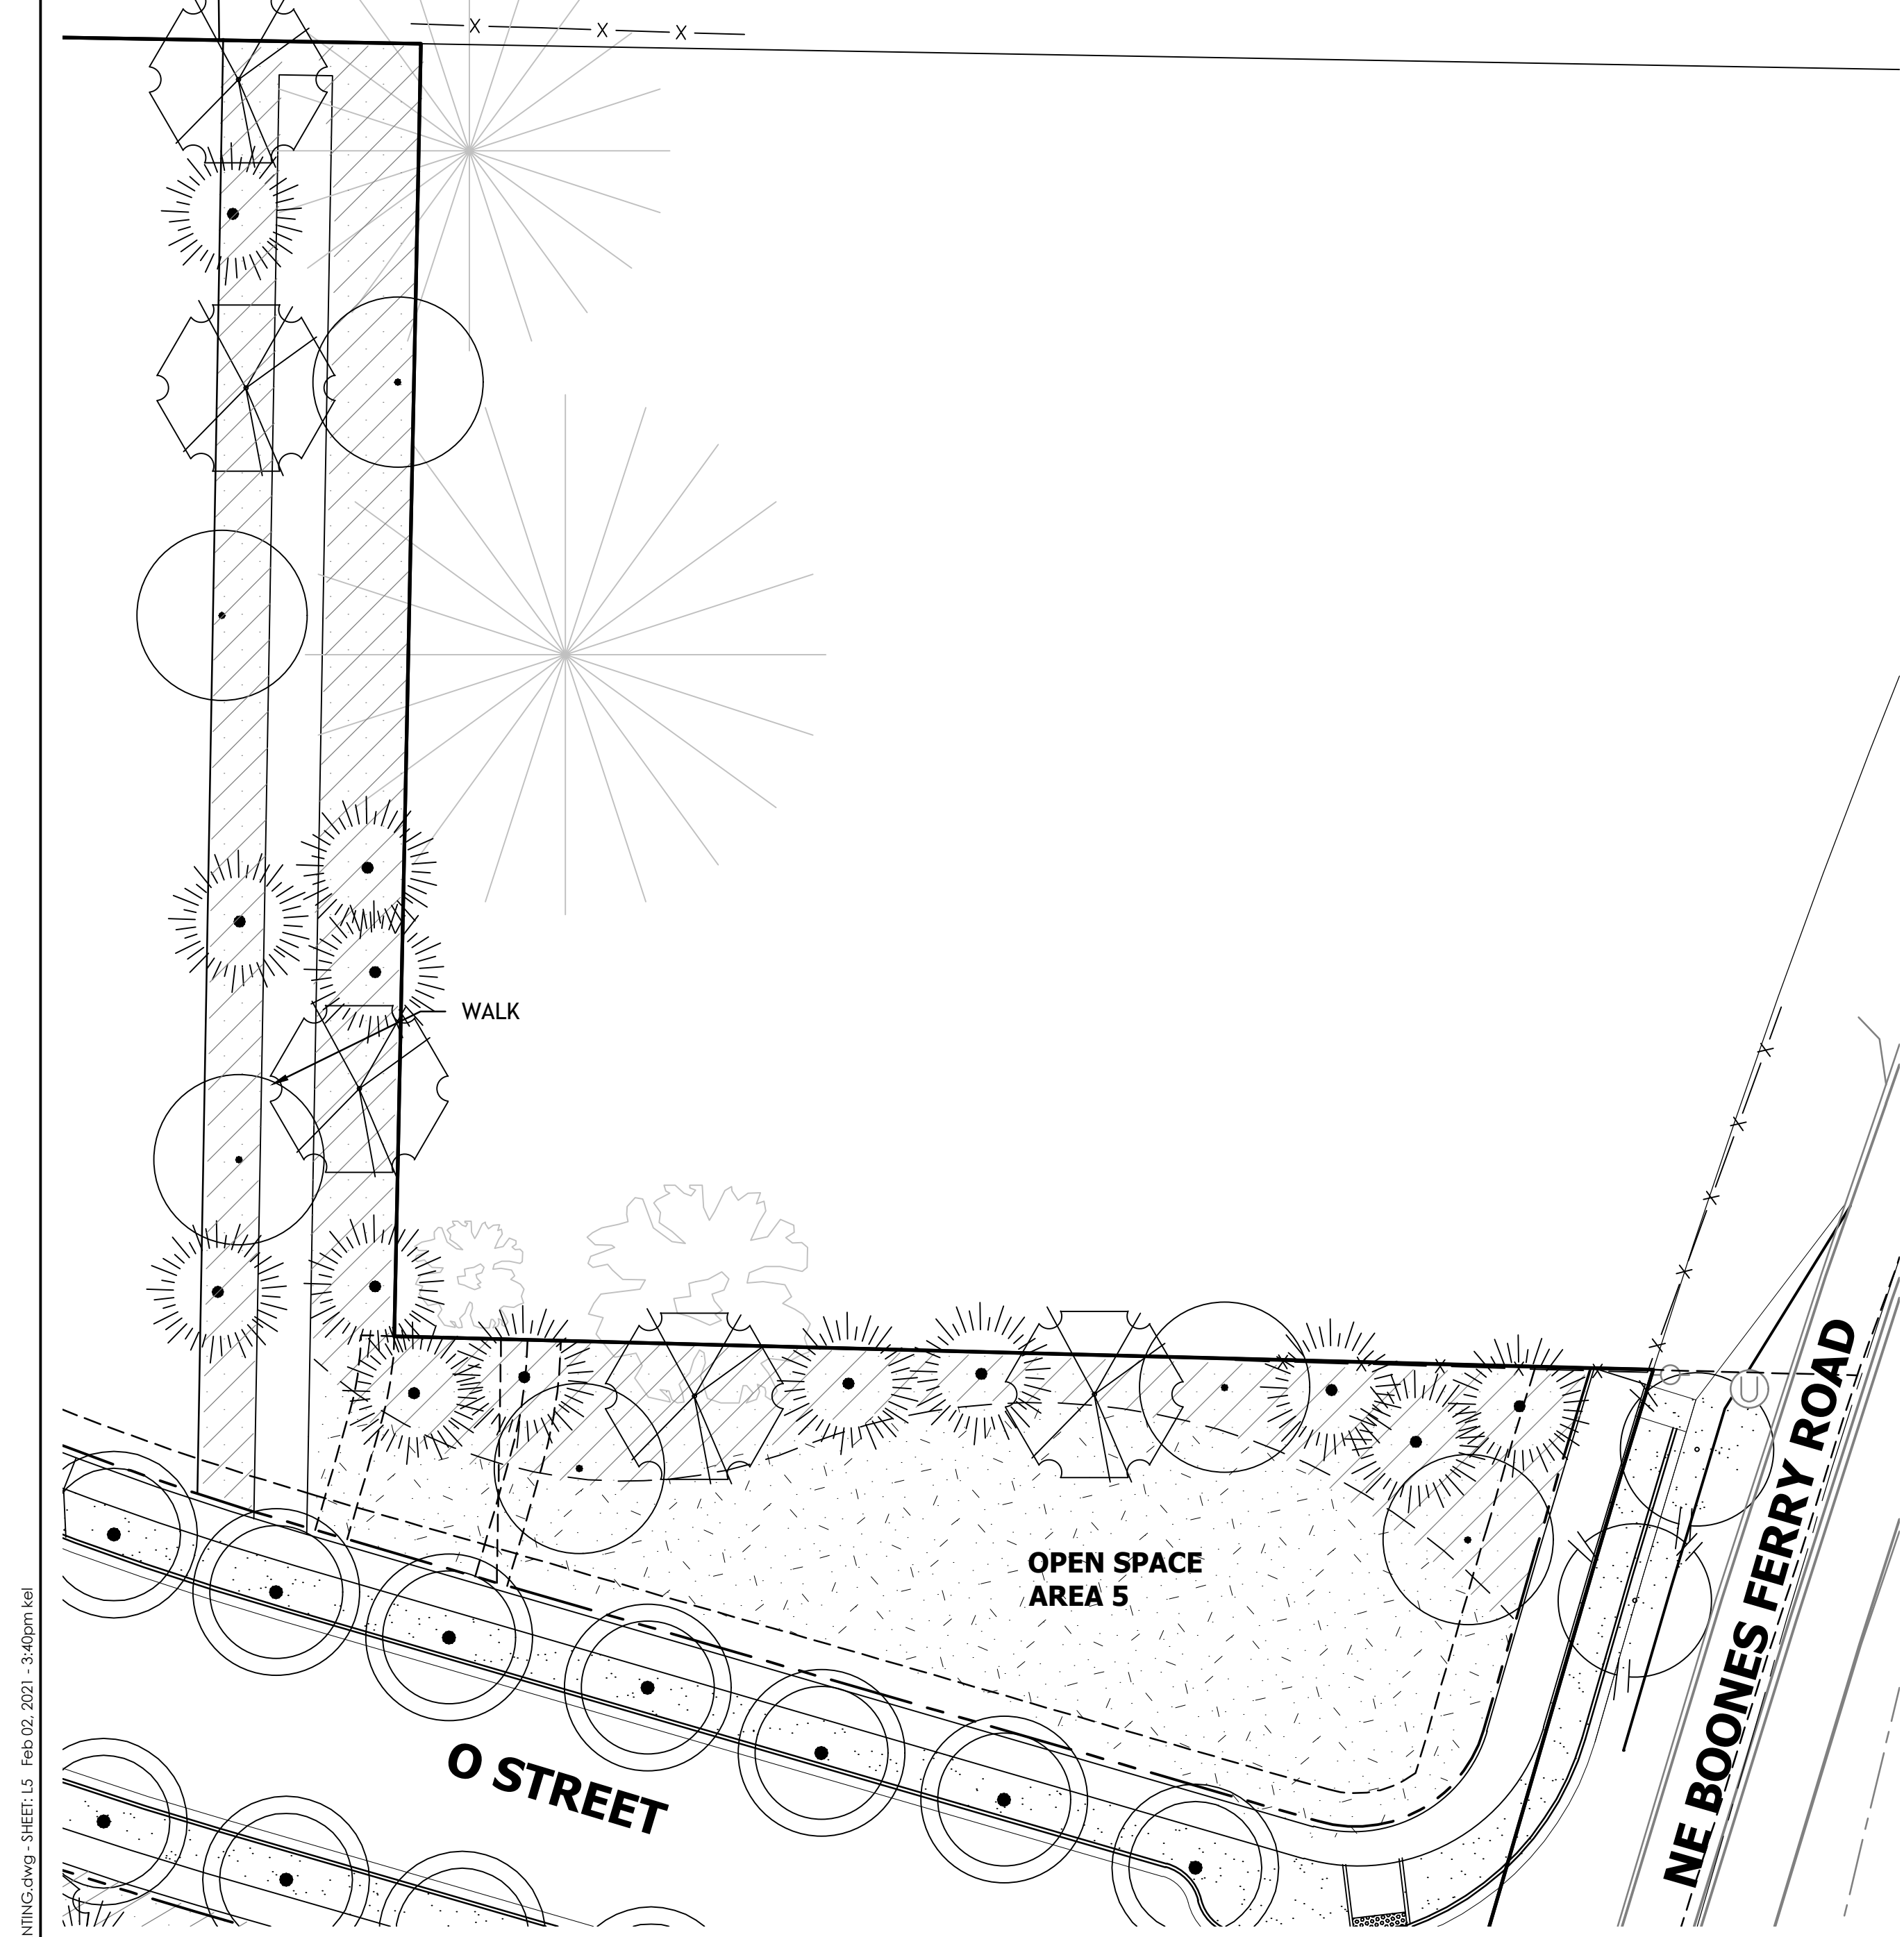 WALK
OPEN SPACE
AREA 5
O STREET
NE BOONES FERRY ROAD
U
NTING.dwg - SHEET: L5 Feb 02, 2021 - 3:40pm kel